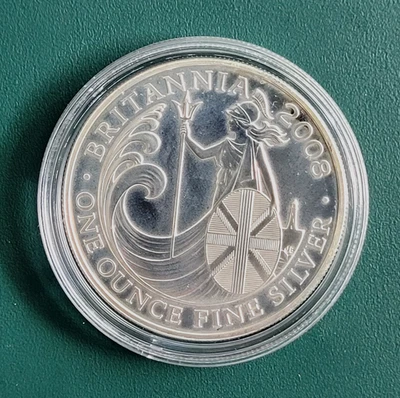 BRITANNIA · 2008 ·
ONE OUNCE FINE SILVER ·